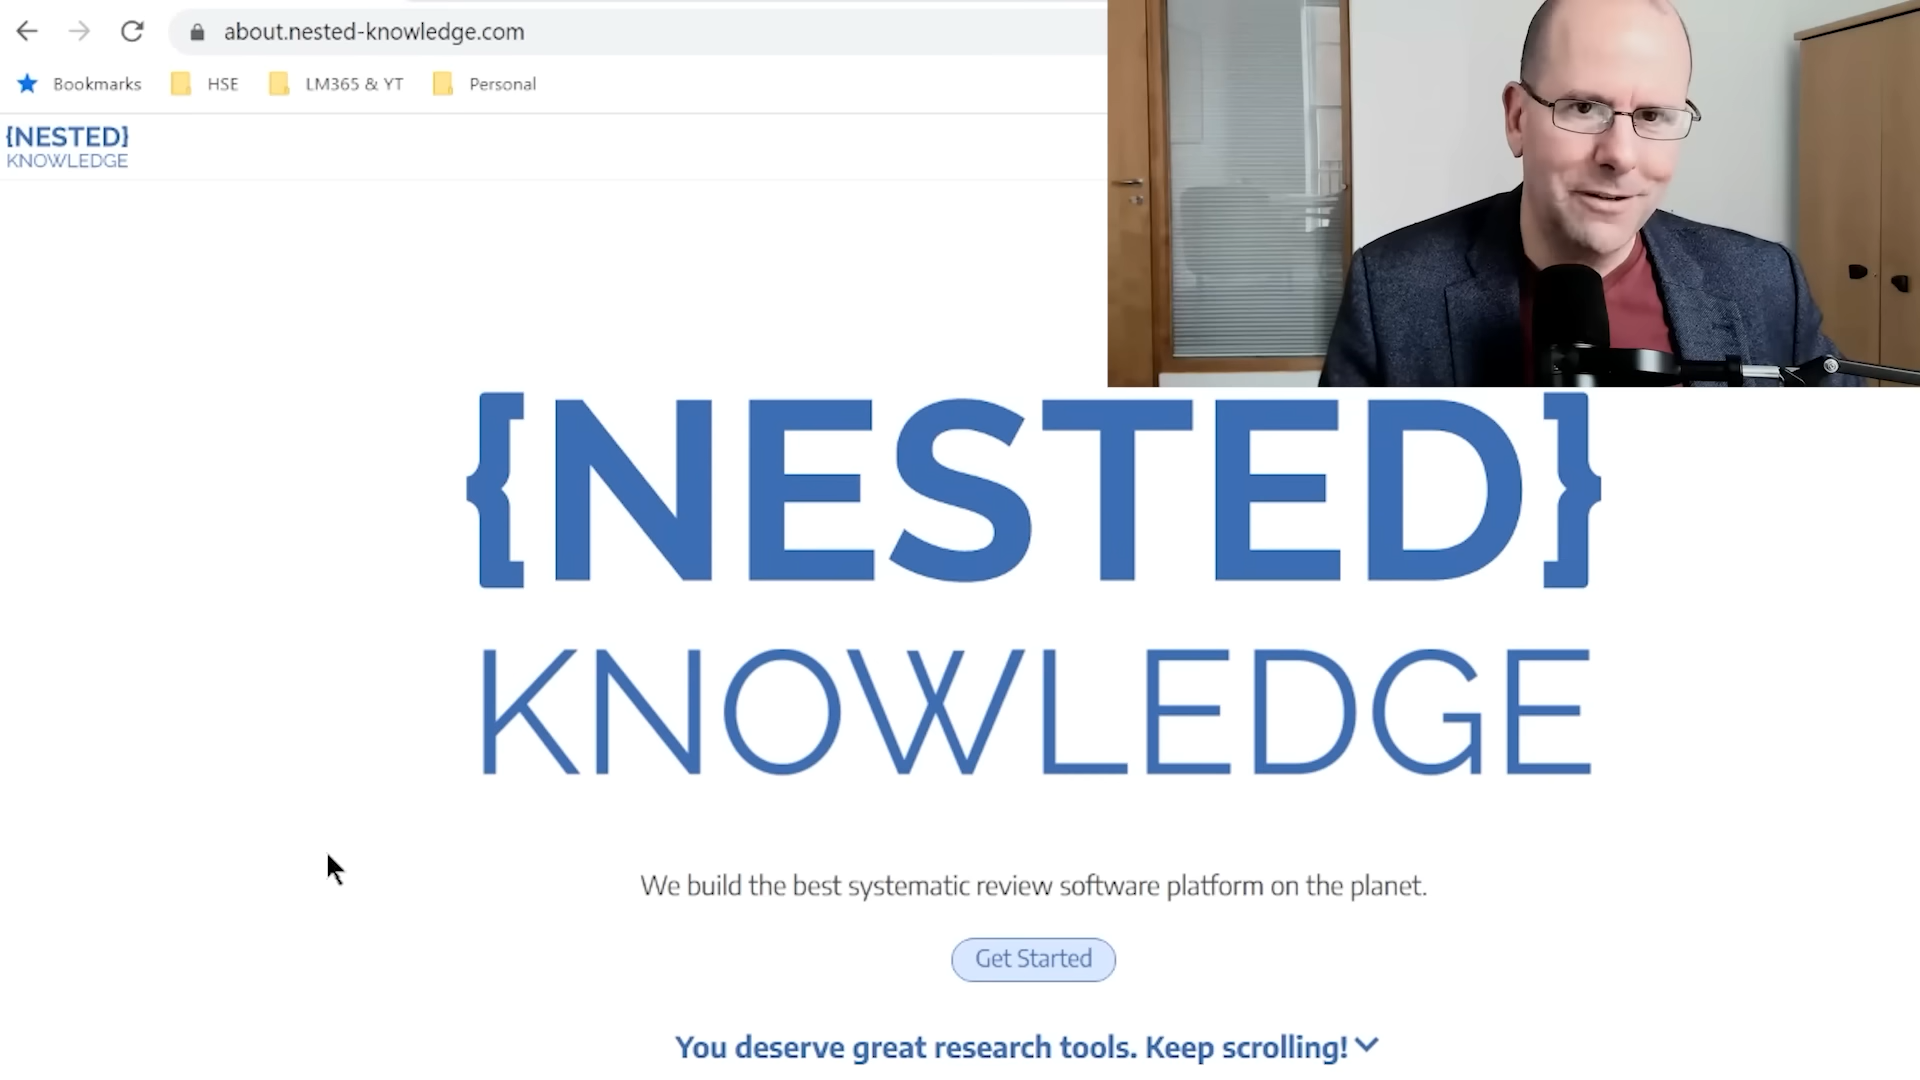 about.nested-knowledge.com
Bookmarks HSE LM365 & YT Personal
{NESTED}
KNOWLEDGE
{NESTED}
KNOWLEDGE
We build the best systematic review software platform on the planet.
Get Started
You deserve great research tools. Keep scrolling!